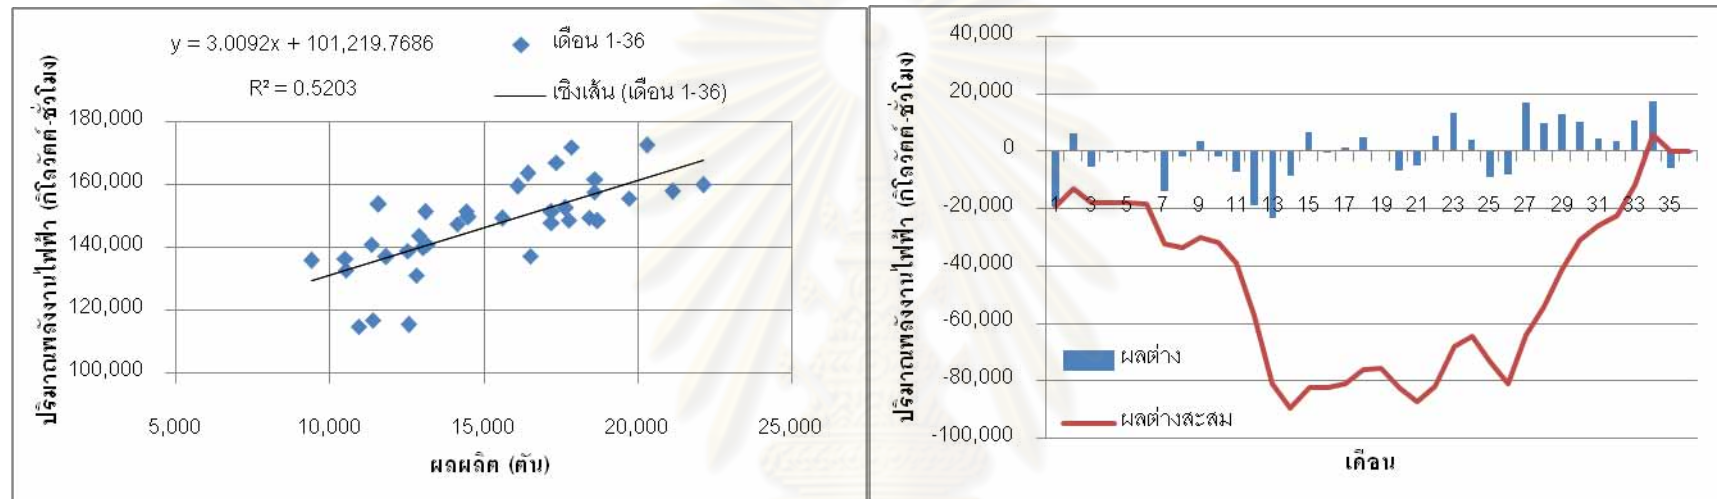 y = 3.0092x + 101,219.7686
R² = 0.5203
เดือน 1-36
เชิงเส้น (เดือน 1-36)
ปริมาณพลังงานไฟฟ้า (กิโลวัตต์-ชั่วโมง)
180,000
160,000
140,000
120,000
100,000
5,000 10,000 15,000 20,000 25,000
ผลผลิต (ตัน)
ปริมาณพลังงานไฟฟ้า (กิโลวัตต์-ชั่วโมง)
40,000
20,000
0
-20,000
-40,000
-60,000
-80,000
-100,000
1 3 5 7 9 11 13 15 17 19 21 23 25 27 29 31 33 35
ผลต่าง
ผลต่างสะสม
เดือน